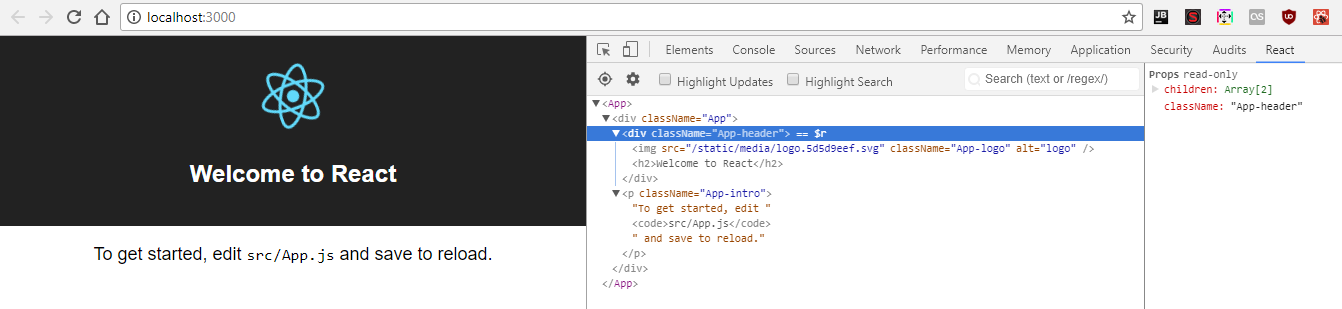 localhost:3000
JB
S
Welcome to React
To get started, edit src/App.js and save to reload.
Elements Console Sources Network Performance Memory Application Security Audits React
Highlight Updates Highlight Search Search (text or /regex/)
<App>
<div className="App">
<div className="App-header"> == $r
<img src="/static/media/logo.5d5d9eef.svg" className="App-logo" alt="logo" />
<h2>Welcome to React</h2>
</div>
<p className="App-intro">
"To get started, edit "
<code>src/App.js</code>
" and save to reload."
</p>
</div>
</App>
Props read-only
children: Array[2]
className: "App-header"